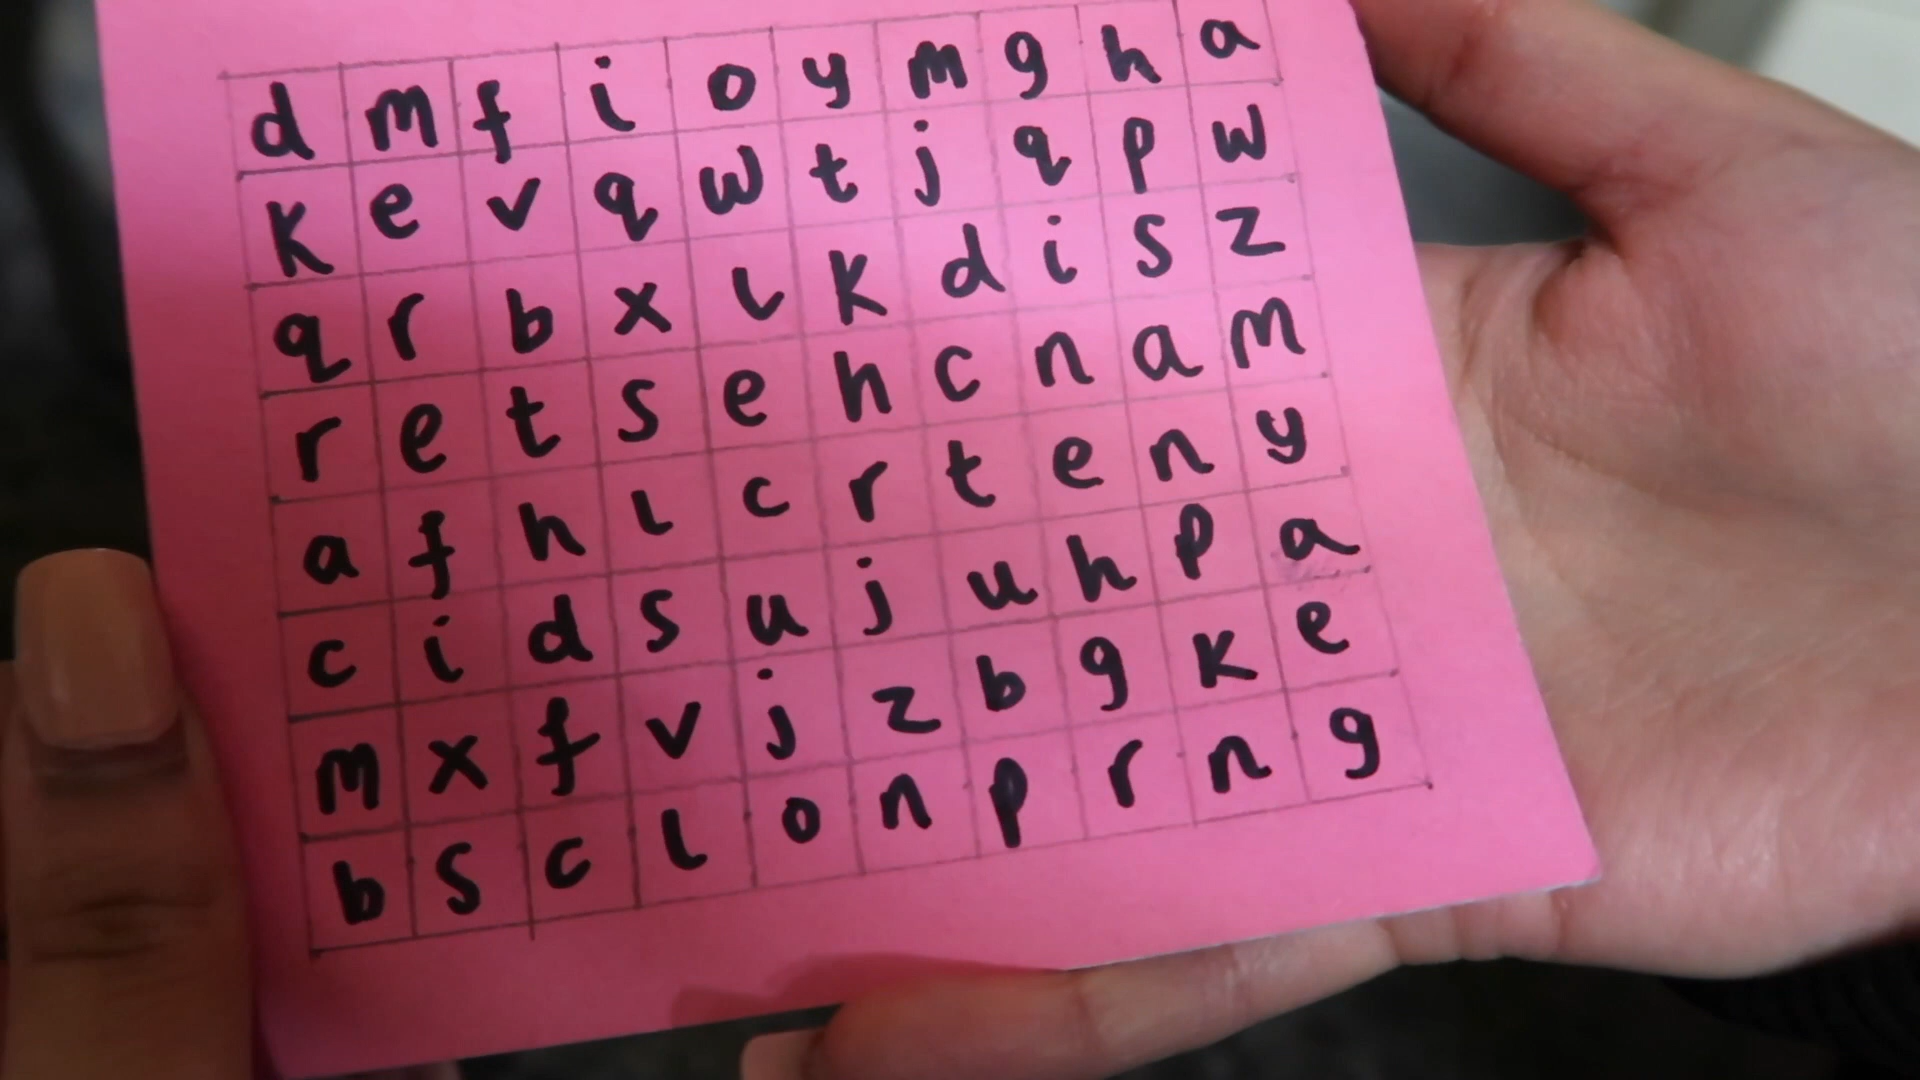 d m f i o y m g h a
k e v q w t j q p w
q r b x l k d i s z
r e t s e h c n a m
a f h l c r t e n y
c i d s u j u h p a
m x f v j z b g k e
b s c l o n p r n g